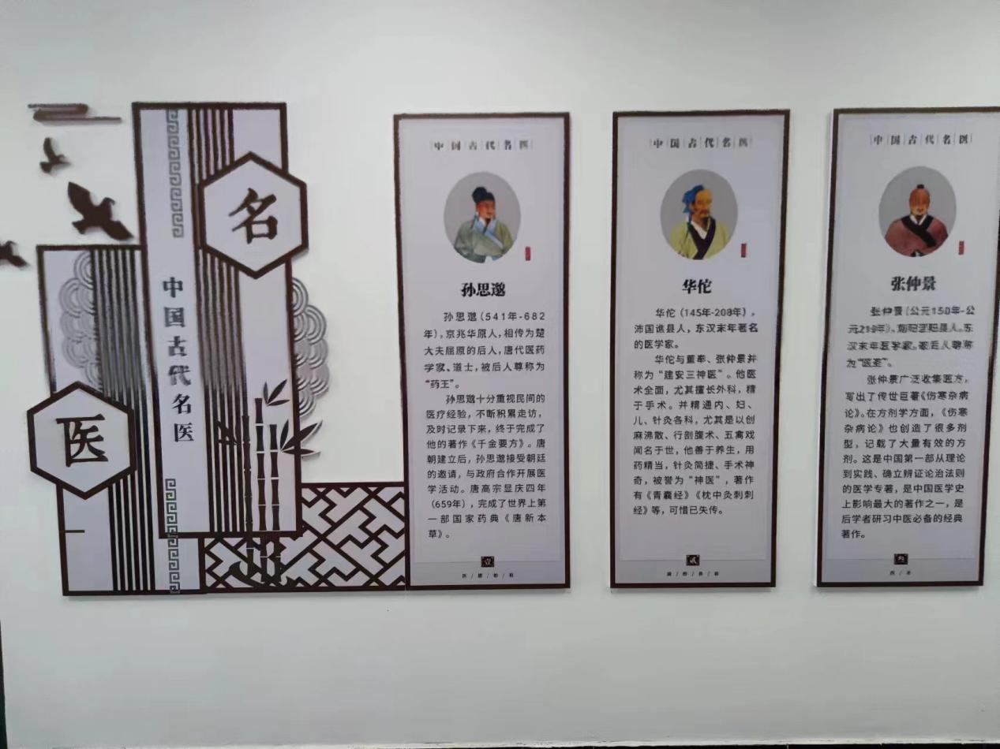 名
医
中国古代名医
中国古代名医
孙思邈
孙思邈（541年-682
年），京兆华原人，相传为楚
大夫屈原的后人，唐代医药
学家、道士，被后人尊称为
“药王”。
孙思邈十分重视民间的
医疗经验，不断积累走访，
及时记录下来，终于完成了
他的著作《千金要方》。唐
朝建立后，孙思邈接受朝廷
的邀请，与政府合作开展医
学活动。唐高宗显庆四年
（659年），完成了世界上第
一部国家药典《唐新本
草》。
壹
中国古代名医
华佗
华佗（145年-208年），
沛国谯县人，东汉末年著名
的医学家。
华佗与董奉、张仲景并
称为“建安三神医”。他医
术全面，尤其擅长外科，精
于手术。并精通内、妇、
儿、针灸各科，尤其是以创
麻沸散、行剖腹术、五禽戏
闻名于世，他善于养生，用
药精当，针灸简捷、手术神
奇，被誉为“神医”，著作
有《青囊经》《枕中灸刺刺
经》等，可惜已失传。
贰
中国古代名医
张仲景
张仲景（公元150年-公
元219年），
东
汉末年医学家。被后人尊称
为“医圣”。
张仲景广泛收集医方，
写出了传世巨著《伤寒杂病
论》。在方剂学方面，《伤寒
杂病论》也创造了很多剂
型，记载了大量有效的方
剂。这是中国第一部从理论
到实践、确立辨证论治法则
的医学专著，是中国医学史
上影响最大的著作之一，是
后学者研习中医必备的经典
著作。
叁